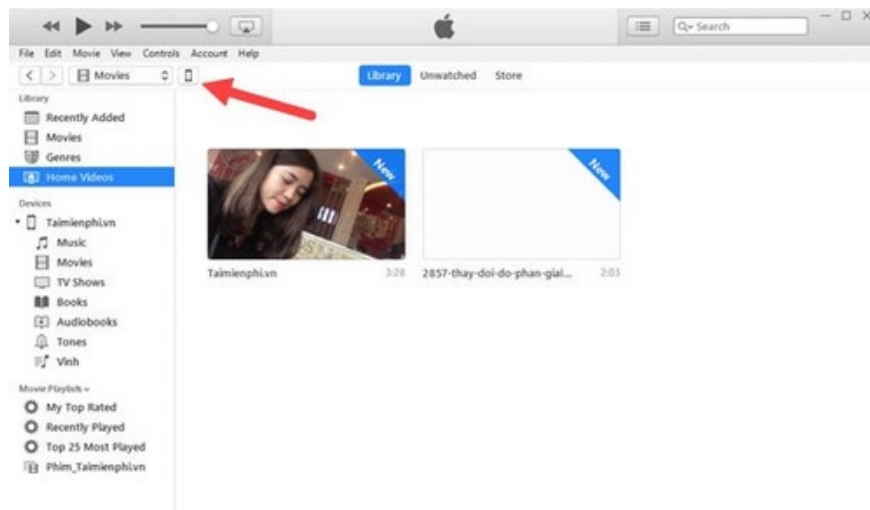 Search
File Edit Movie View Controls Account Help
Movies
Library Unwatched Store
Library
Recently Added
Movies
Genres
Home Videos
Devices
Taimienphi.vn
Music
Movies
TV Shows
Books
Audiobooks
Tones
Vinh
Movie Playlists
My Top Rated
Recently Played
Top 25 Most Played
Phim_Taimienphi.vn
New
New
Taimienphi.vn 3:28
2857-thay-doi-do-phan-giai... 2:03